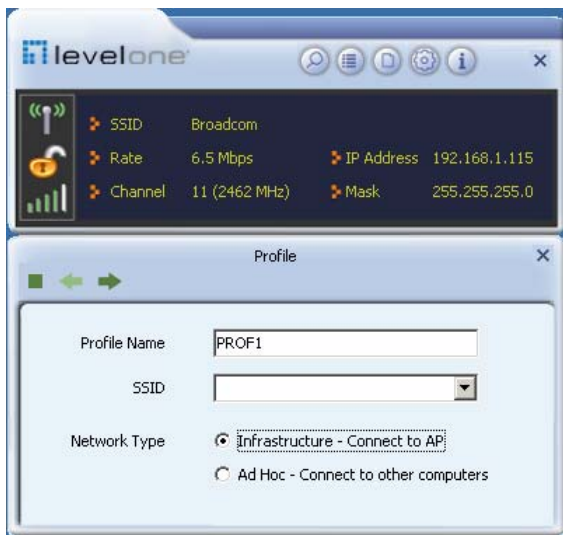 levelone
SSID Broadcom
Rate 6.5 Mbps IP Address 192.168.1.115
Channel 11 (2462 MHz) Mask 255.255.255.0
Profile
Profile Name PROF1
SSID
Network Type Infrastructure - Connect to AP
Ad Hoc - Connect to other computers